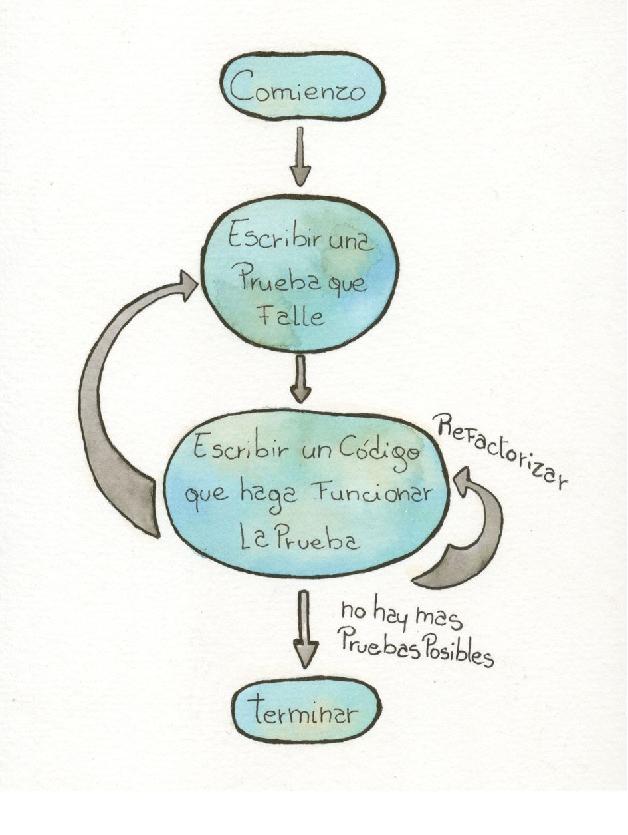 Comienzo
Escribir una
Prueba que
Falle
Escribir un Código
que haga Funcionar
La Prueba
Refactorizar
no hay mas
Pruebas Posibles
terminar